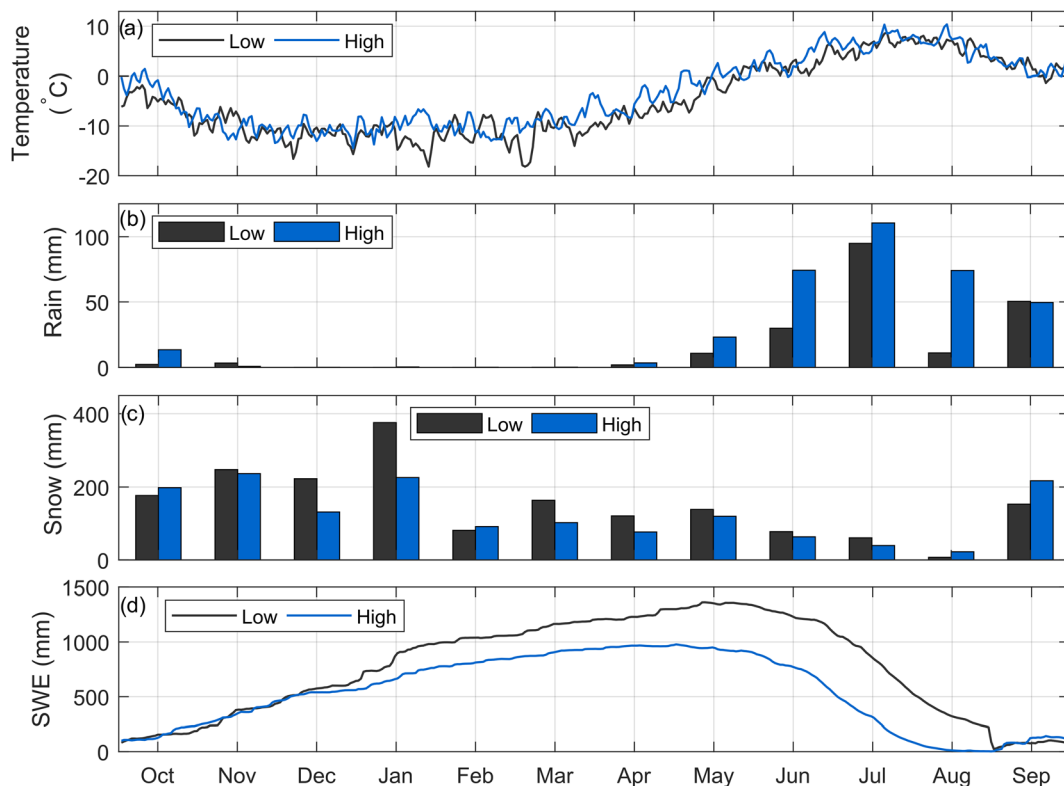 (a)
Low High
10
0
-10
-20
Temperature
(°C)
(b)
Low High
100
50
0
Rain (mm)
(c)
Low High
400
200
0
Snow (mm)
(d)
Low High
1500
1000
500
0
SWE (mm)
Oct Nov Dec Jan Feb Mar Apr May Jun Jul Aug Sep